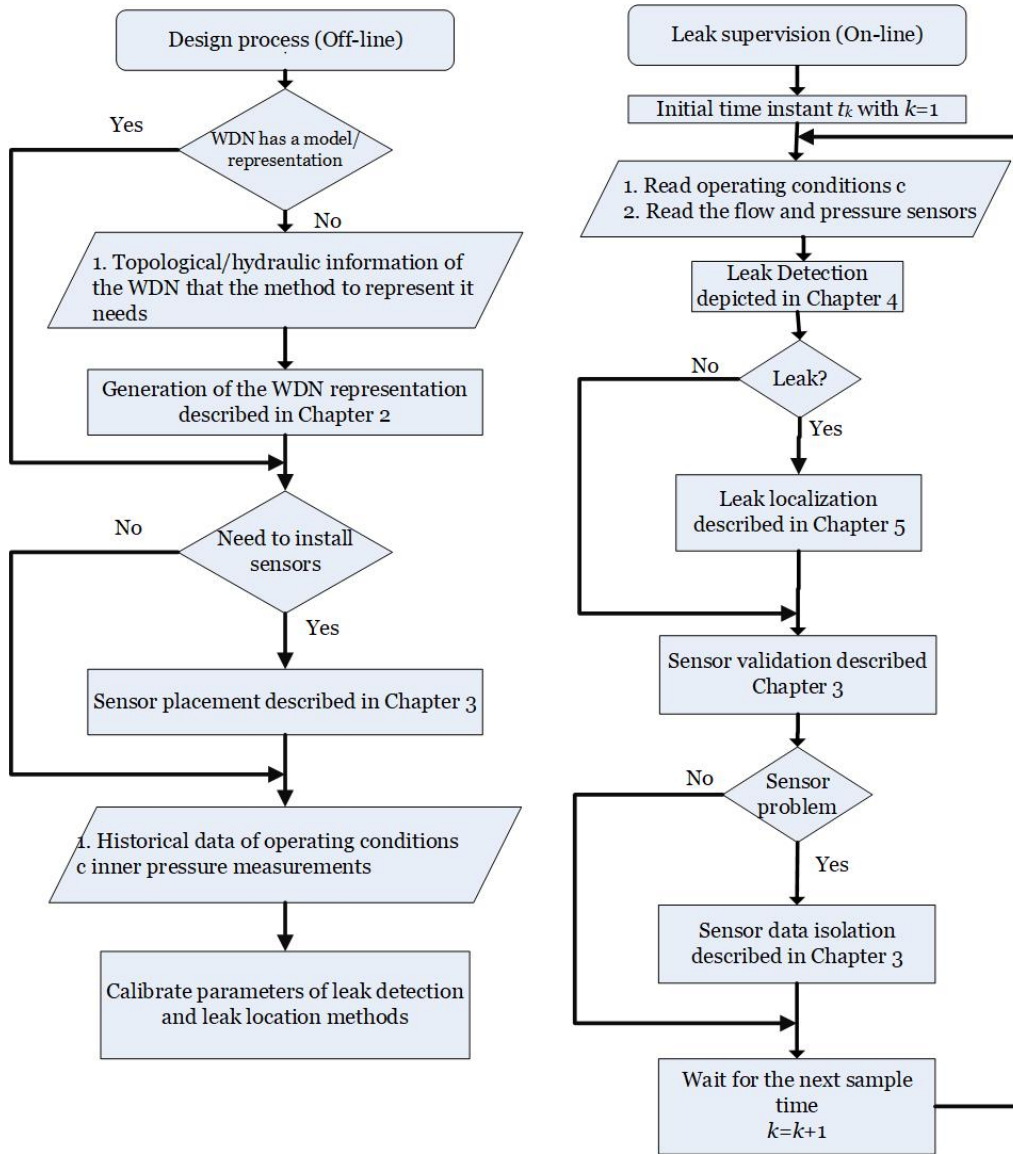 Design process (Off-line)
Yes
WDN has a model/
representation
No
1. Topological/hydraulic information of
the WDN that the method to represent it
needs
Generation of the WDN representation
described in Chapter 2
No
Need to install
sensors
Yes
Sensor placement described in Chapter 3
1. Historical data of operating conditions
c inner pressure measurements
Calibrate parameters of leak detection
and leak location methods
Leak supervision (On-line)
Initial time instant tₖ with k=1
1. Read operating conditions c
2. Read the flow and pressure sensors
Leak Detection
depicted in Chapter 4
No
Leak?
Yes
Leak localization
described in Chapter 5
Sensor validation described
Chapter 3
No
Sensor
problem
Yes
Sensor data isolation
described in Chapter 3
Wait for the next sample
time
k=k+1